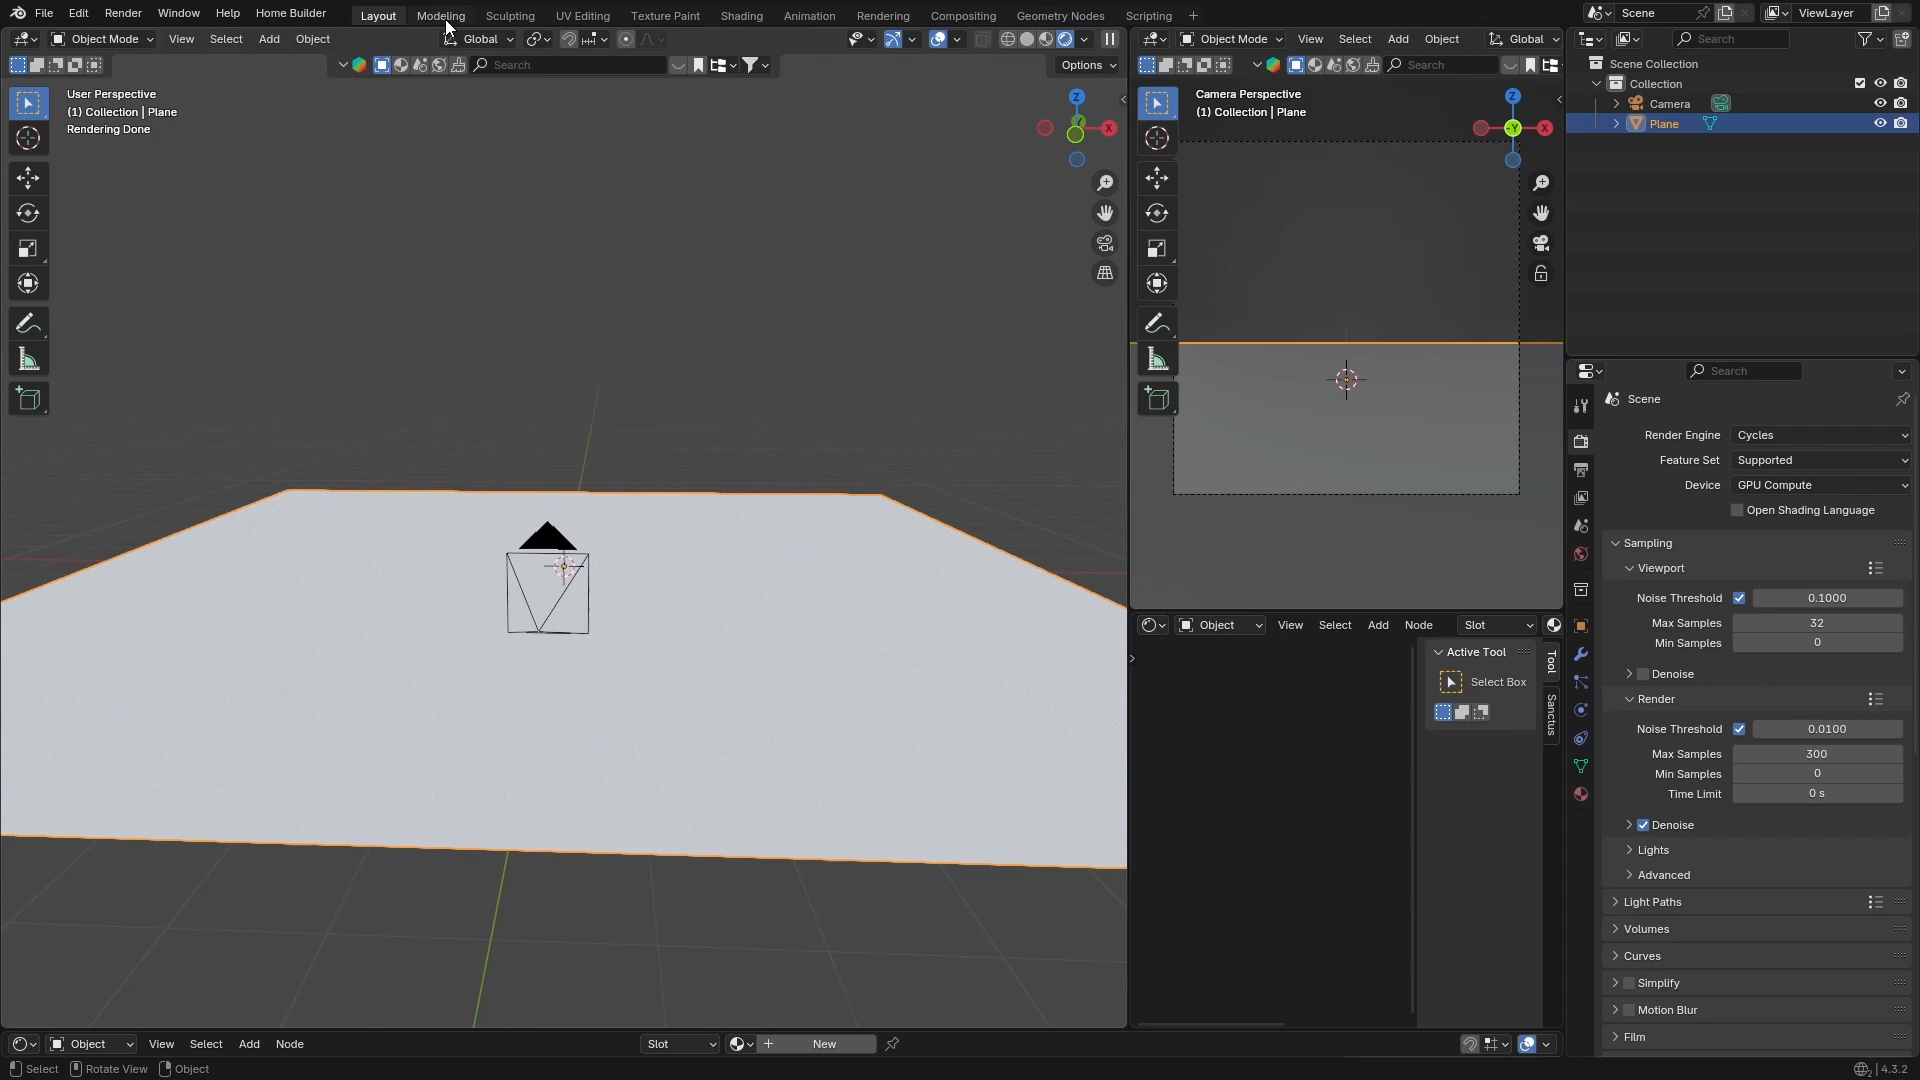 File Edit Render Window Help Home Builder Layout Modeling Sculpting UV Editing Texture Paint Shading Animation Rendering Compositing Geometry Nodes Scripting + Scene ViewLayer
Object Mode View Select Add Object Global
Search Options
User Perspective
(1) Collection | Plane
Rendering Done
Z
X
Object Mode View Select Add Object Global
Search
Camera Perspective
(1) Collection | Plane
Z
-Y
X
Search
Scene Collection
Collection
Camera
Plane
Search
Scene
Render Engine Cycles
Feature Set Supported
Device GPU Compute
Open Shading Language
Sampling
Viewport
Noise Threshold 0.1000
Max Samples 32
Min Samples 0
Denoise
Render
Noise Threshold 0.0100
Max Samples 300
Min Samples 0
Time Limit 0 s
Denoise
Lights
Advanced
Light Paths
Volumes
Curves
Simplify
Motion Blur
Film
Object View Select Add Node Slot
Active Tool
Select Box
Tool
Sanctus
Object View Select Add Node Slot New
Select Rotate View Object 4.3.2